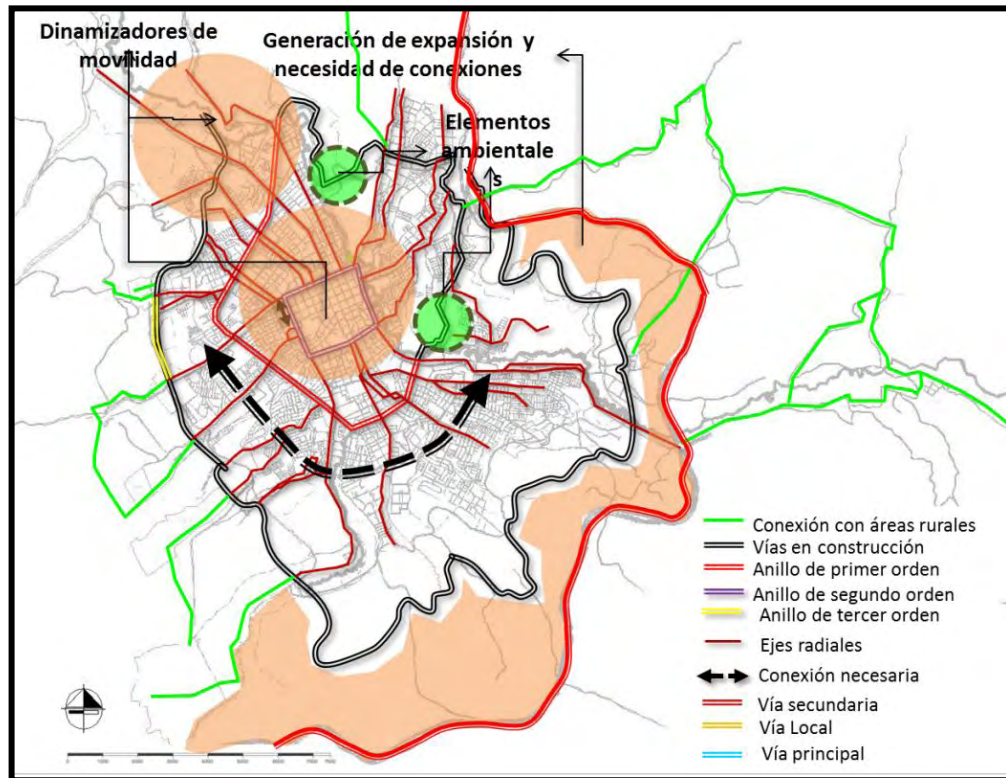 Dinamizadores de
movilidad
Generación de expansión y
necesidad de conexiones
Elementos
ambientale
s
Conexión con áreas rurales
Vías en construcción
Anillo de primer orden
Anillo de segundo orden
Anillo de tercer orden
Ejes radiales
Conexión necesaria
Vía secundaria
Vía Local
Vía principal